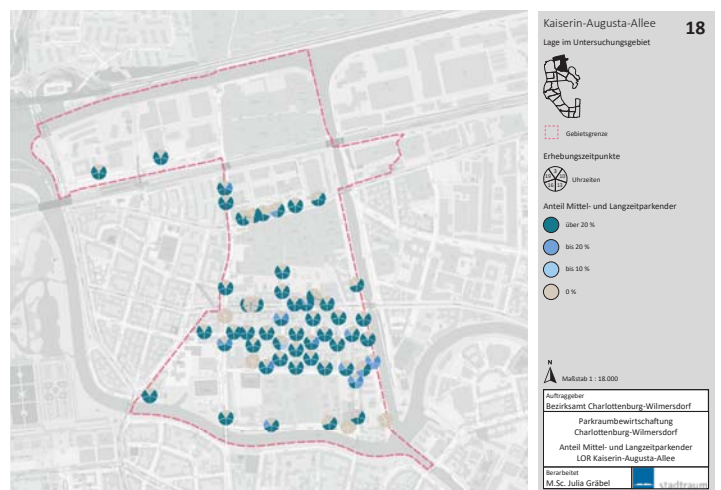 Kaiserin-Augusta-Allee
18
Lage im Untersuchungsgebiet
Gebietsgrenze
Erhebungszeitpunkte
Uhrzeiten
Anteil Mittel- und Langzeitparkender
über 20 %
bis 20 %
bis 10 %
0 %
N
Maßstab 1 : 18.000
Auftraggeber
Bezirksamt Charlottenburg-Wilmersdorf
Parkraumbewirtschaftung
Charlottenburg-Wilmersdorf
Anteil Mittel- und Langzeitparkender
LOR Kaiserin-Augusta-Allee
Berarbeitet
M.Sc. Julia Gräbel
stadtraum